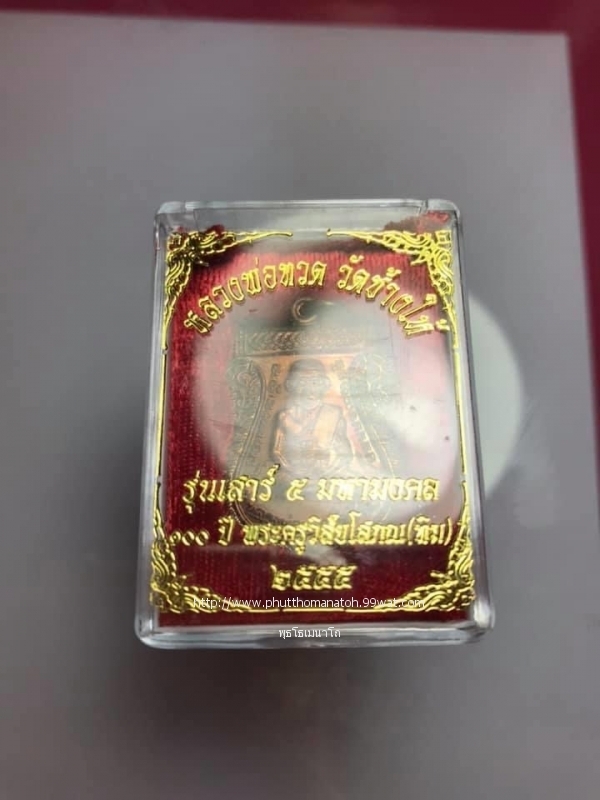 หลวงพ่อทวด วัดช้างให้
รุ่นเสาร์ ๕ มหามงคล
๑๐๐ ปี พระครูวิสัยโสภณ(ทิม)
๒๕๕๕
http://www.phutthomanatoh.99wat.com/
พุธโธเมนาโถ